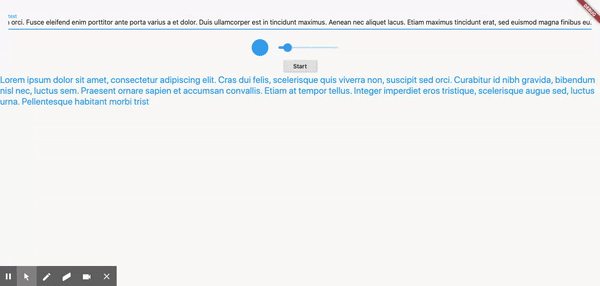 text
orci. Fusce eleifend enim porttitor ante porta varius a et dolor. Duis ullamcorper est in tincidunt maximus. Aenean nec aliquet lacus. Etiam maximus tincidunt erat, sed euismod magna finibus eu.
Start
Lorem ipsum dolor sit amet, consectetur adipiscing elit. Cras dui felis, scelerisque quis viverra non, suscipit sed orci. Curabitur id nibh gravida, bibendum
nisl nec, luctus sem. Praesent ornare sapien et accumsan convallis. Etiam at tempor tellus. Integer imperdiet eros tristique, scelerisque augue sed, luctus
urna. Pellentesque habitant morbi trist